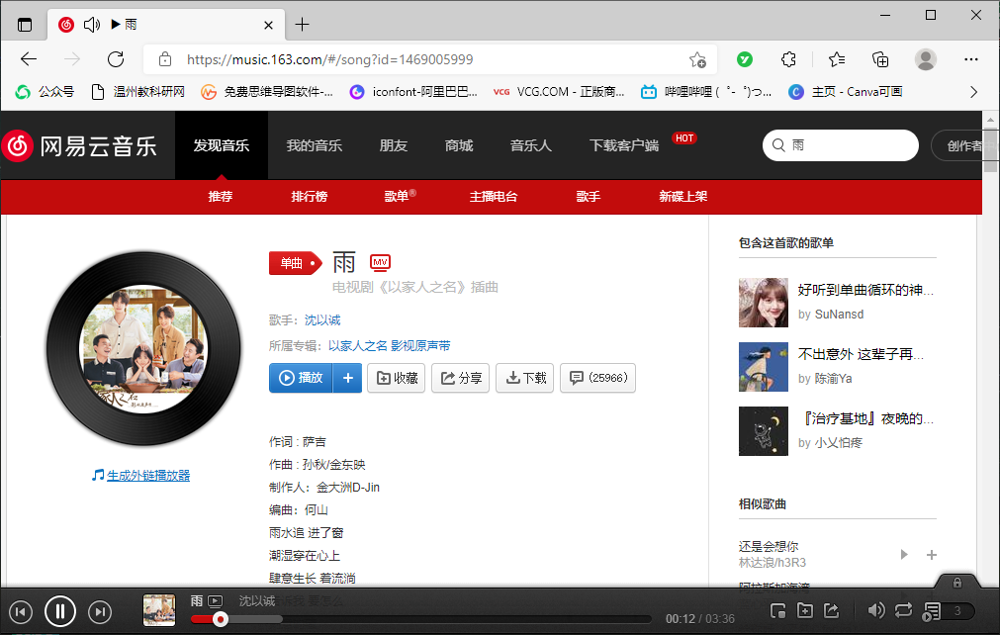 雨
https://music.163.com/#/song?id=1469005999
公众号 温州教科研网 免费思维导图软件-... iconfont-阿里巴巴... VCG VCG.COM - 正版商... 哔哩哔哩 ( ゜- ゜)つ... C 主页 - Canva可画
网易云音乐 发现音乐 我的音乐 朋友 商城 音乐人 下载客户端 HOT 雨 创作者中
推荐 排行榜 歌单® 主播电台 歌手 新碟上架
单曲 雨 MV
电视剧《以家人之名》插曲
歌手：沈以诚
所属专辑：以家人之名 影视原声带
播放 + 收藏 分享 下载 (25966)
生成外链播放器
作词 : 萨吉
作曲 : 孙秋/金东映
制作人：金大洲D-Jin
编曲：何山
雨水追 进了窗
潮湿穿在心上
肆意生长 着流淌
包含这首歌的歌单
好听到单曲循环的神...
by SuNansd
不出意外 这辈子再...
by 陈渝Ya
『治疗基地』夜晚的...
by 小乂怕疼
相似歌曲
还是会想你
林达浪/h3R3
阿拉斯加海湾
雨 沈以诚
00:12 / 03:36
3